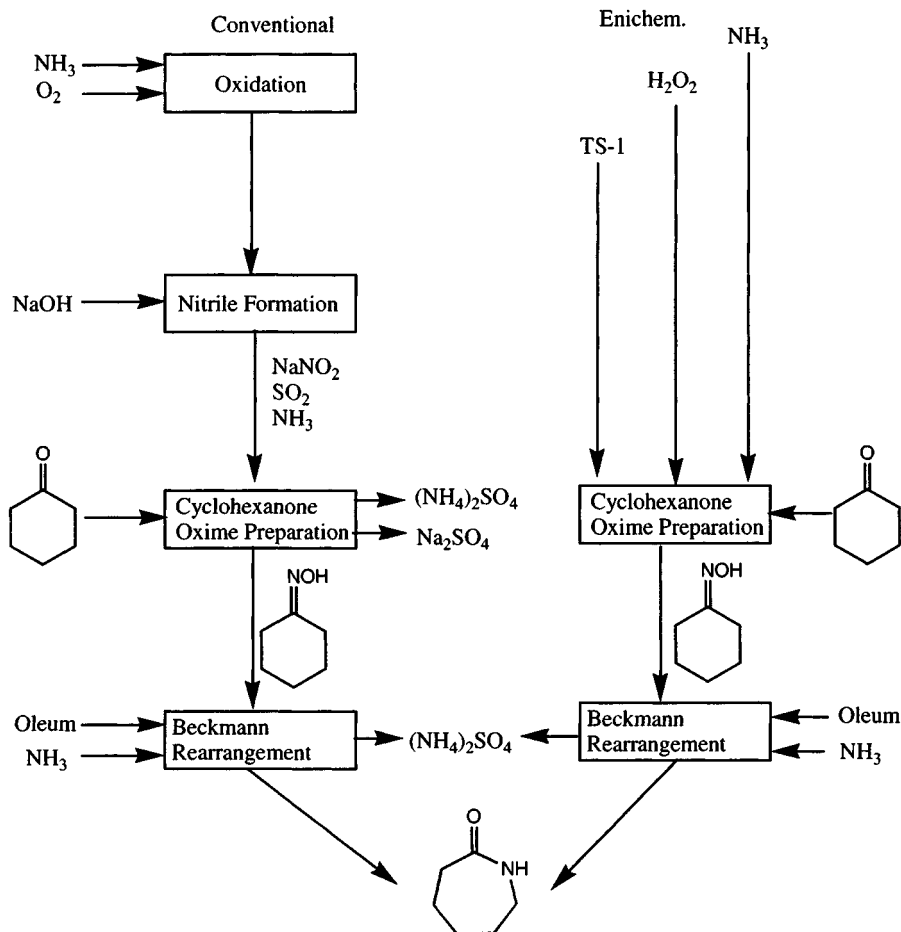 Conventional
Enichem.
NH3
O2
Oxidation
NH3
H2O2
TS-1
NaOH
Nitrile Formation
NaNO2
SO2
NH3
O
Cyclohexanone
Oxime Preparation
(NH4)2SO4
Na2SO4
Cyclohexanone
Oxime Preparation
O
NOH
NOH
Oleum
NH3
Beckmann
Rearrangement
(NH4)2SO4
Beckmann
Rearrangement
Oleum
NH3
O
NH